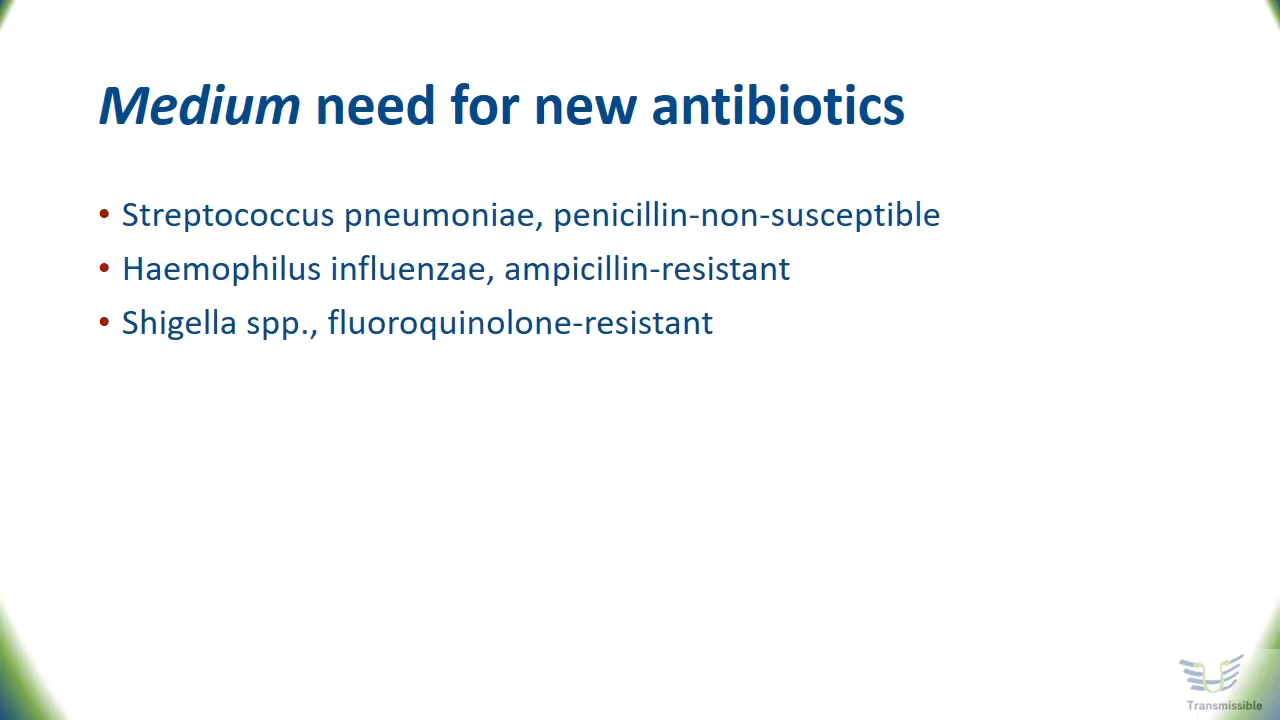 Medium need for new antibiotics
• Streptococcus pneumoniae, penicillin-non-susceptible
• Haemophilus influenzae, ampicillin-resistant
• Shigella spp., fluoroquinolone-resistant
Transmissible